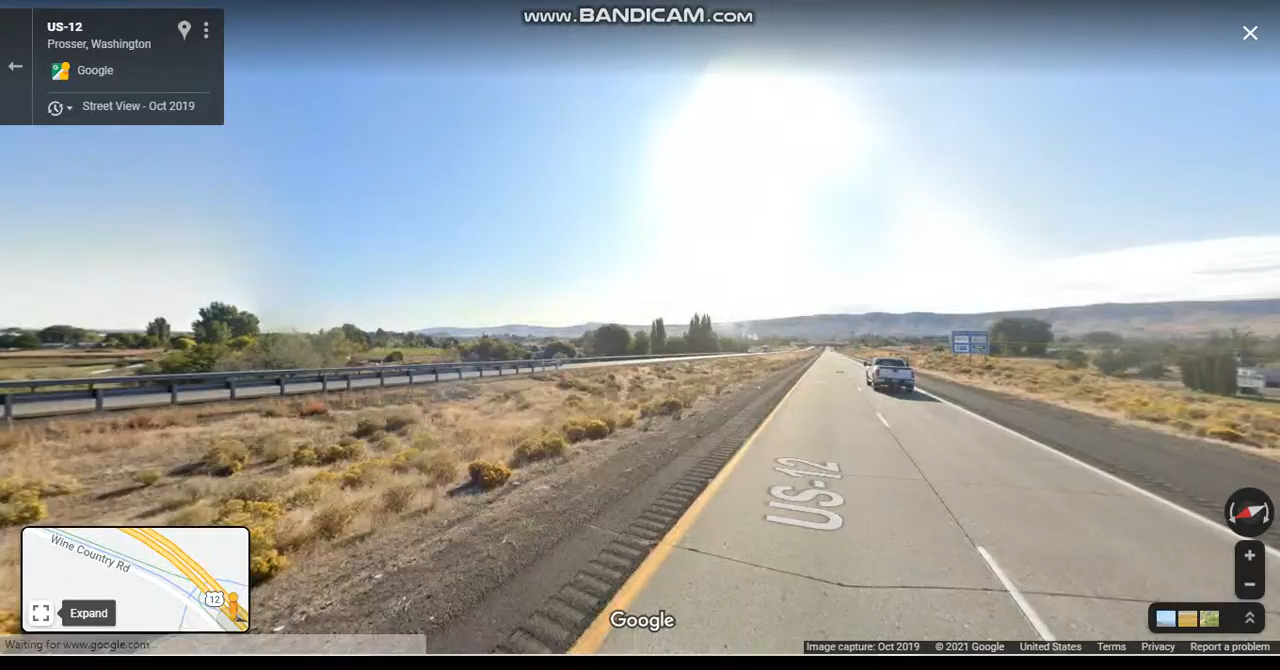 www.BANDICAM.com
US-12
Prosser, Washington
Google
Street View - Oct 2019
US-12
Wine Country Rd
12
Expand
Google
Waiting for www.google.com...
Image capture: Oct 2019 © 2021 Google United States Terms Privacy Report a problem